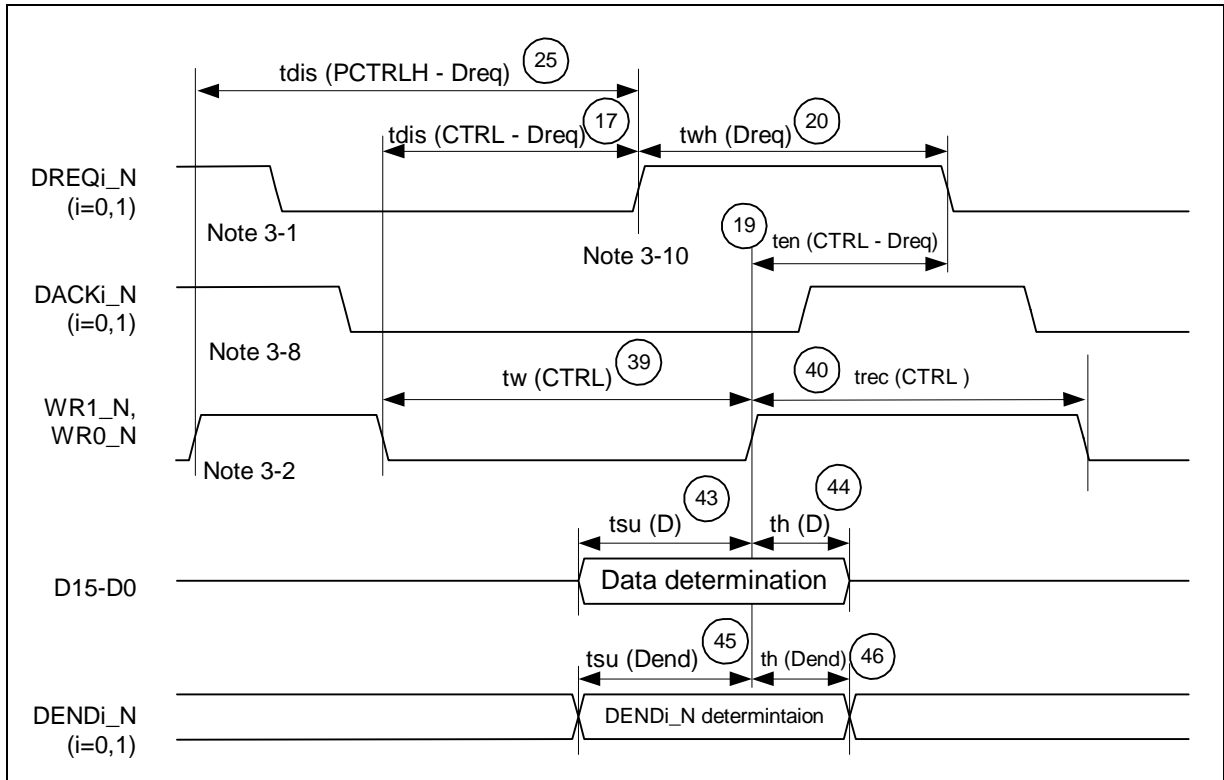 tdis (PCTRLH - Dreq) 25
tdis (CTRL - Dreq) 17
twh (Dreq) 20
DREQi_N
(i=0,1)
Note 3-1
Note 3-10
19
ten (CTRL - Dreq)
DACKi_N
(i=0,1)
Note 3-8
tw (CTRL) 39
40 trec (CTRL )
WR1_N,
WR0_N
Note 3-2
tsu (D) 43
th (D) 44
D15-D0
Data determination
tsu (Dend) 45
th (Dend) 46
DENDi_N
(i=0,1)
DENDi_N determintaion